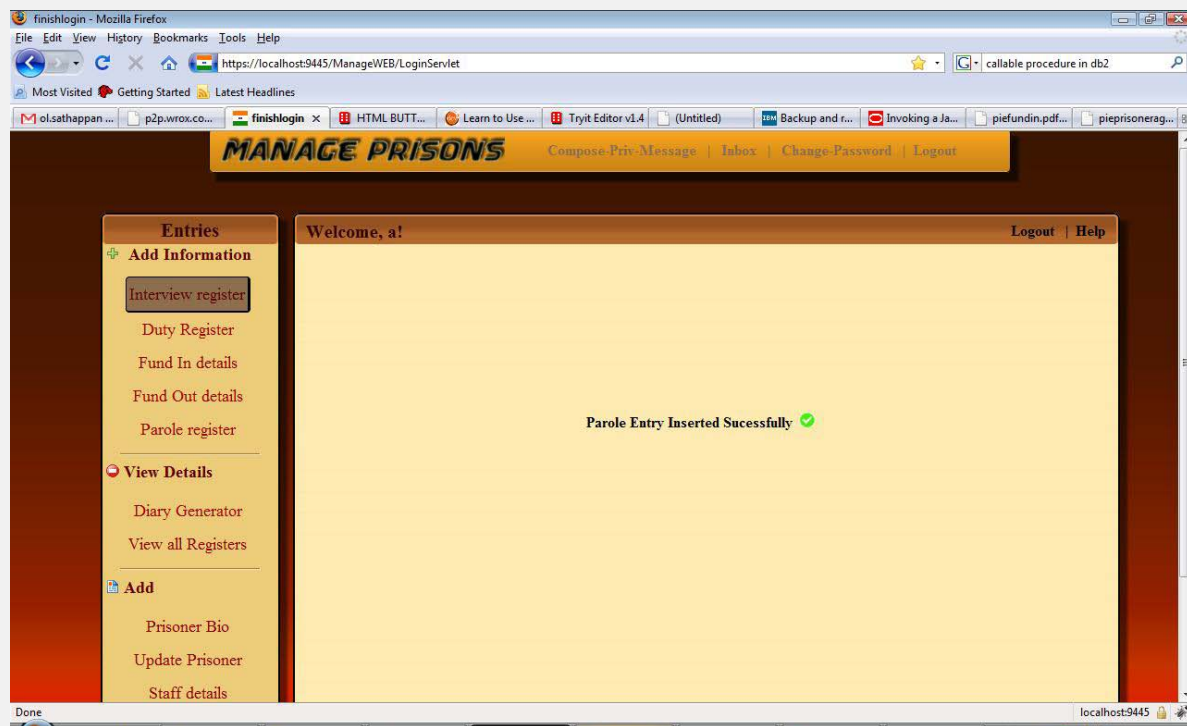 finishlogin - Mozilla Firefox
File Edit View History Bookmarks Tools Help
https://localhost:9445/ManageWEB/LoginServlet
G callable procedure in db2
Most Visited Getting Started Latest Headlines
ol.sathappan ... p2p.wrox.co... finishlogin HTML BUTT... Learn to Use ... Tryit Editor v1.4 (Untitled) IBM Backup and r... Invoking a Ja... piefundin.pdf... pieprisonerag...
MANAGE PRISONS Compose-Priv-Message | Inbox | Change-Password | Logout
Entries
Add Information
Interview register
Duty Register
Fund In details
Fund Out details
Parole register
View Details
Diary Generator
View all Registers
Add
Prisoner Bio
Update Prisoner
Staff details
Welcome, a! Logout | Help
Parole Entry Inserted Sucessfully
Done localhost:9445